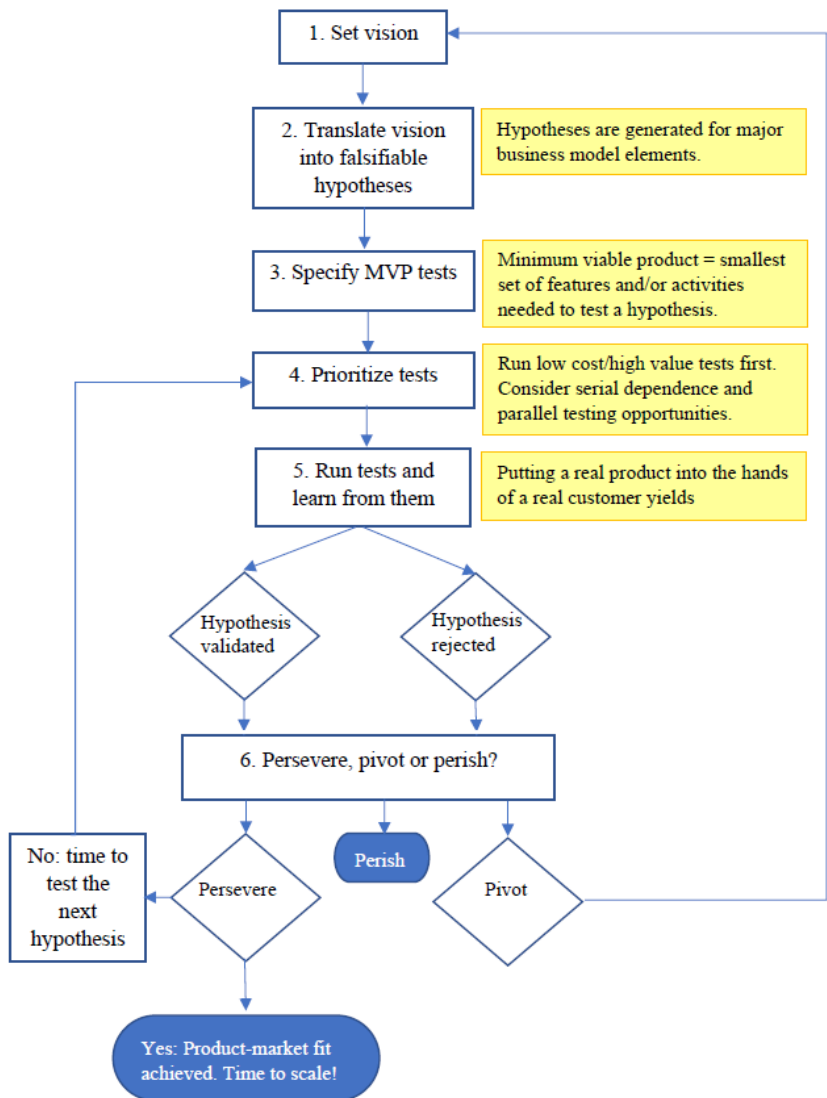 1. Set vision
2. Translate vision
into falsifiable
hypotheses
Hypotheses are generated for major
business model elements.
3. Specify MVP tests
Minimum viable product = smallest
set of features and/or activities
needed to test a hypothesis.
4. Prioritize tests
Run low cost/high value tests first.
Consider serial dependence and
parallel testing opportunities.
5. Run tests and
learn from them
Putting a real product into the hands
of a real customer yields
Hypothesis
validated
Hypothesis
rejected
6. Persevere, pivot or perish?
No: time to
test the
next
hypothesis
Persevere
Perish
Pivot
Yes: Product-market fit
achieved. Time to scale!